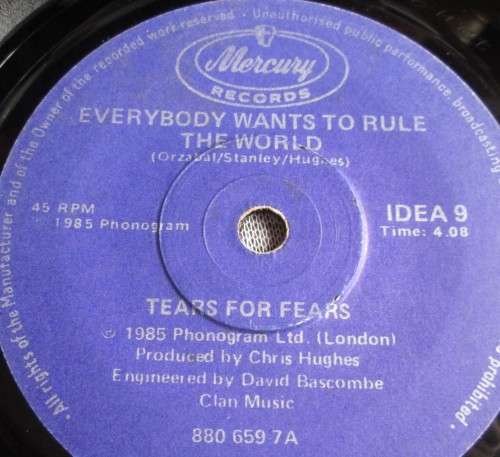 All rights of the Manufacturer and of the Owner of the recorded work reserved · Unauthorised public performance, broadcasting
prohibited ·
Mercury
RECORDS
EVERYBODY WANTS TO RULE
THE WORLD
(Orzabal/Stanley/Hughes)
45 RPM
℗ 1985 Phonogram
IDEA 9
Time: 4.08
TEARS FOR FEARS
© 1985 Phonogram Ltd. (London)
Produced by Chris Hughes
Engineered by David Bascombe
Clan Music
880 659 7A